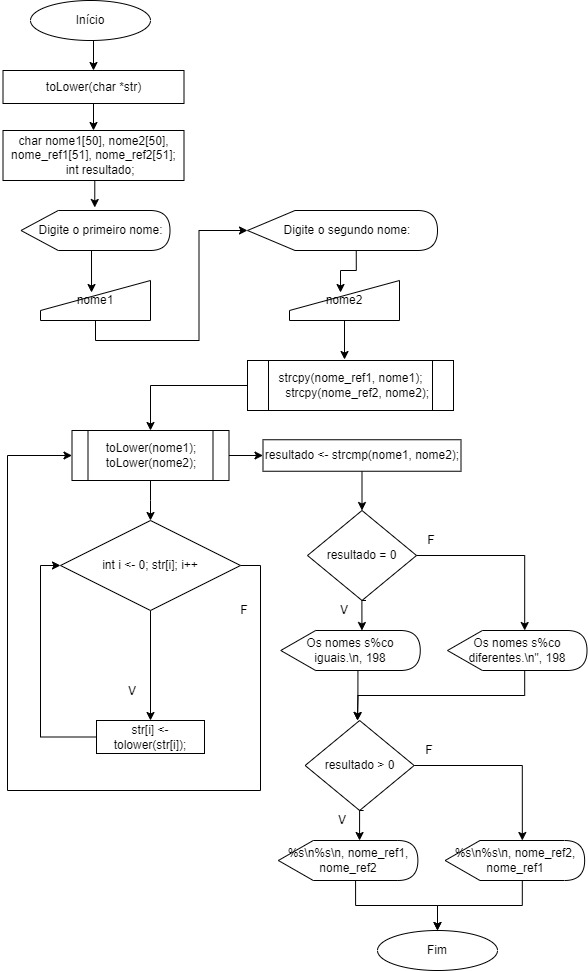 Início
toLower(char *str)
char nome1[50], nome2[50],
nome_ref1[51], nome_ref2[51];
int resultado;
Digite o primeiro nome:
Digite o segundo nome:
nome1
nome2
strcpy(nome_ref1, nome1);
strcpy(nome_ref2, nome2);
toLower(nome1);
toLower(nome2);
resultado <- strcmp(nome1, nome2);
int i <- 0; str[i]; i++
F
V
str[i] <-
tolower(str[i]);
resultado = 0
F
V
Os nomes s%co
iguais.\n, 198
Os nomes s%co
diferentes.\n", 198
resultado > 0
F
V
%s\n%s\n, nome_ref1,
nome_ref2
%s\n%s\n, nome_ref2,
nome_ref1
Fim